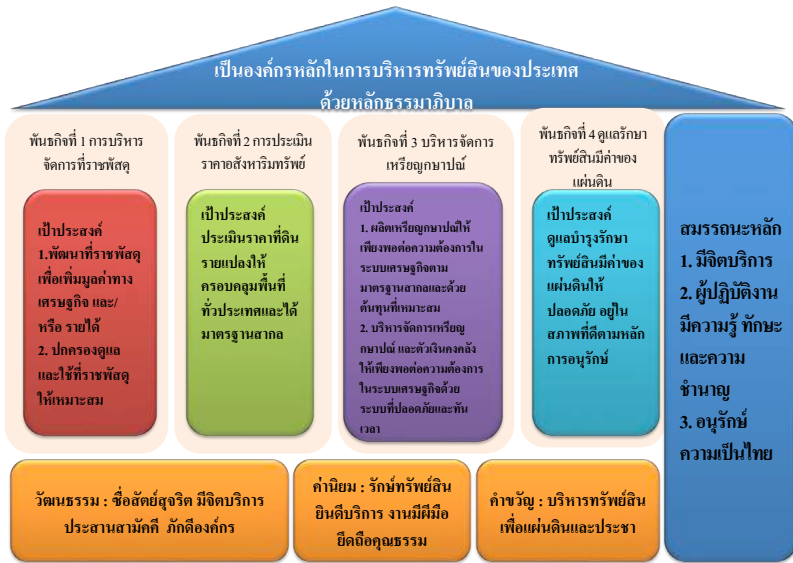 เป็นองค์กรหลักในการบริหารทรัพย์สินของประเทศ
ด้วยหลักธรรมาภิบาล
พันธกิจที่ 1 การบริหาร
จัดการที่ราชพัสดุ
เป้าประสงค์
1.พัฒนาที่ราชพัสดุ
เพื่อเพิ่มมูลค่าทาง
เศรษฐกิจ และ/
หรือ รายได้
2. ปกครองดูแล
และใช้ที่ราชพัสดุ
ให้เหมาะสม
พันธกิจที่ 2 การประเมิน
ราคาอสังหาริมทรัพย์
เป้าประสงค์
ประเมินราคาที่ดิน
รายแปลงให้
ครอบคลุมพื้นที่
ทั่วประเทศและได้
มาตรฐานสากล
พันธกิจที่ 3 บริหารจัดการ
เหรียญกษาปณ์
เป้าประสงค์
1. ผลิตเหรียญกษาปณ์ให้
เพียงพอต่อความต้องการใน
ระบบเศรษฐกิจตาม
มาตรฐานสากลและด้วย
ต้นทุนที่เหมาะสม
2. บริหารจัดการเหรียญ
กษาปณ์ และตัวเงินคงคลัง
ให้เพียงพอต่อความต้องการ
ในระบบเศรษฐกิจด้วย
ระบบที่ปลอดภัยและทัน
เวลา
พันธกิจที่ 4 ดูแลรักษา
ทรัพย์สินมีค่าของ
แผ่นดิน
เป้าประสงค์
ดูแลบำรุงรักษา
ทรัพย์สินมีค่าของ
แผ่นดินให้
ปลอดภัย อยู่ใน
สภาพที่ดีตามหลัก
การอนุรักษ์
สมรรถนะหลัก
1. มีจิตบริการ
2. ผู้ปฏิบัติงาน
มีความรู้ ทักษะ
และความ
ชำนาญ
3. อนุรักษ์
ความเป็นไทย
วัฒนธรรม : ซื่อสัตย์สุจริต มีจิตบริการ
ประสานสามัคคี ภักดีองค์กร
ค่านิยม : รักษ์ทรัพย์สิน
ยินดีบริการ งานมีฝีมือ
ยึดถือคุณธรรม
คำขวัญ : บริหารทรัพย์สิน
เพื่อแผ่นดินและประชา